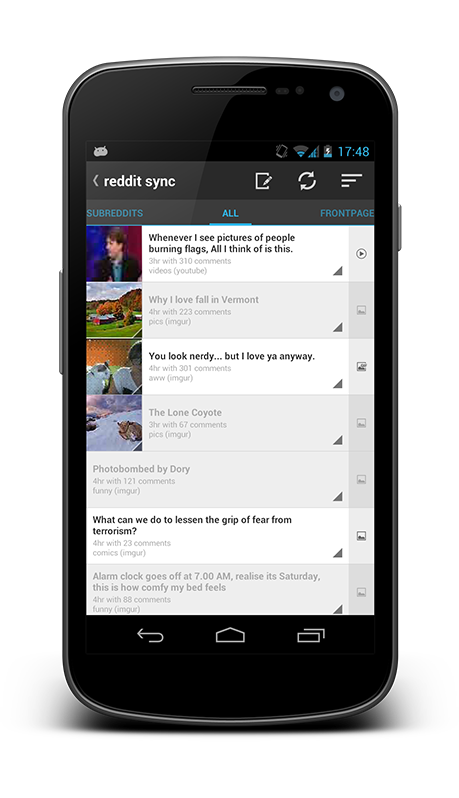 17:48
reddit sync
SUBREDDITS ALL FRONTPAGE
Whenever I see pictures of people
burning flags, All I think of is this.
3hr with 310 comments
videos (youtube)
Why I love fall in Vermont
4hr with 223 comments
pics (imgur)
You look nerdy... but I love ya anyway.
4hr with 301 comments
aww (imgur)
The Lone Coyote
3hr with 67 comments
pics (imgur)
Photobombed by Dory
4hr with 121 comments
funny (imgur)
What can we do to lessen the grip of fear from
terrorism?
4hr with 23 comments
comics (imgur)
Alarm clock goes off at 7.00 AM, realise its Saturday,
this is how comfy my bed feels
4hr with 88 comments
funny (imgur)